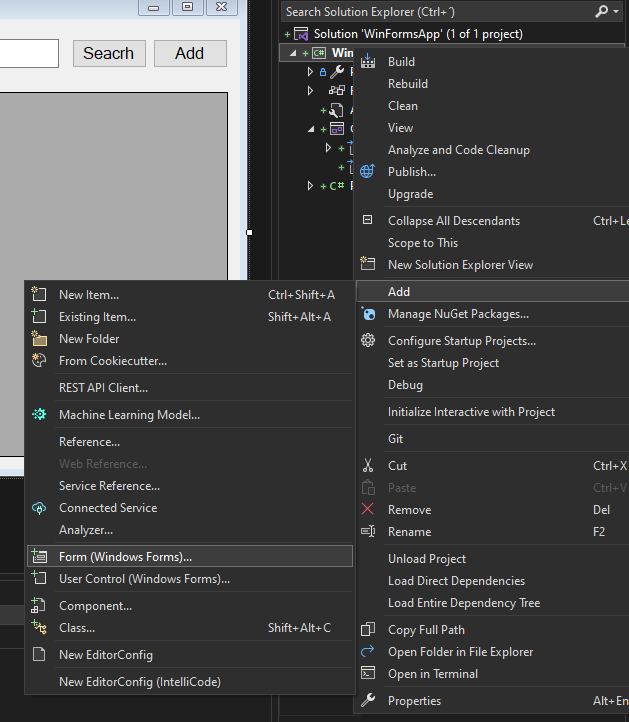 Search Solution Explorer (Ctrl+´)
Solution 'WinFormsApp' (1 of 1 project)
Seacrh
Add
Build
Rebuild
Clean
View
Analyze and Code Cleanup
Publish...
Upgrade
Collapse All Descendants
Scope to This
New Solution Explorer View
Add
Manage NuGet Packages...
Configure Startup Projects...
Set as Startup Project
Debug
Initialize Interactive with Project
Git
Cut Ctrl+X
Paste Ctrl+V
Remove Del
Rename F2
Unload Project
Load Direct Dependencies
Load Entire Dependency Tree
Copy Full Path
Open Folder in File Explorer
Open in Terminal
Properties
New Item... Ctrl+Shift+A
Existing Item... Shift+Alt+A
New Folder
From Cookiecutter...
REST API Client...
Machine Learning Model...
Reference...
Web Reference...
Service Reference...
Connected Service
Analyzer...
Form (Windows Forms)...
User Control (Windows Forms)...
Component...
Class... Shift+Alt+C
New EditorConfig
New EditorConfig (IntelliCode)